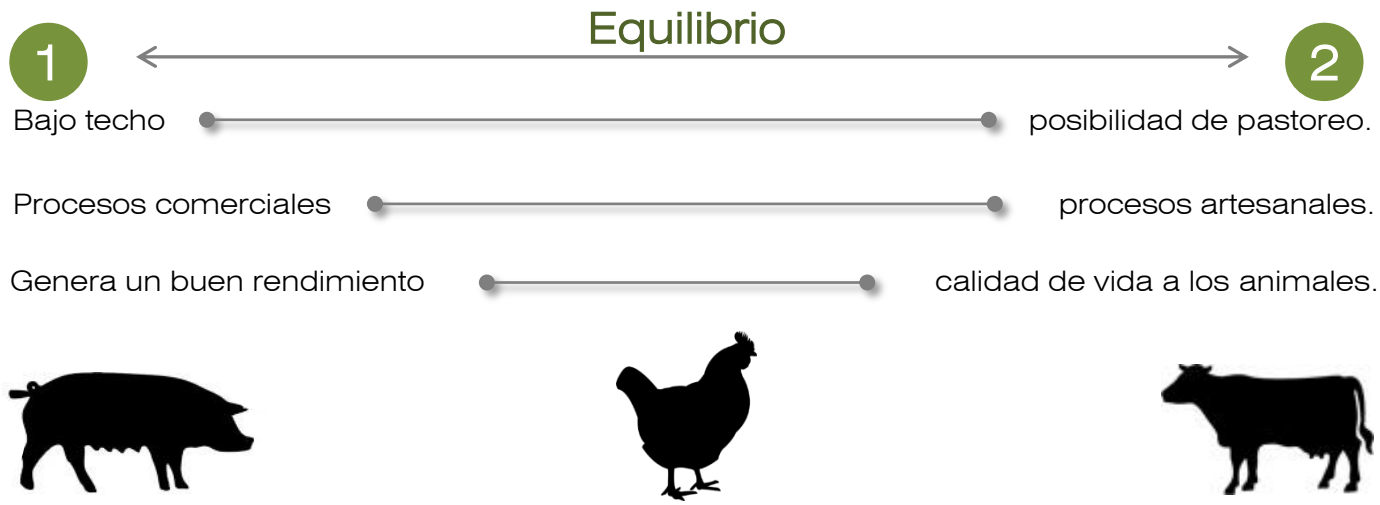 Equilibrio
1
2
Bajo techo posibilidad de pastoreo.
Procesos comerciales procesos artesanales.
Genera un buen rendimiento calidad de vida a los animales.